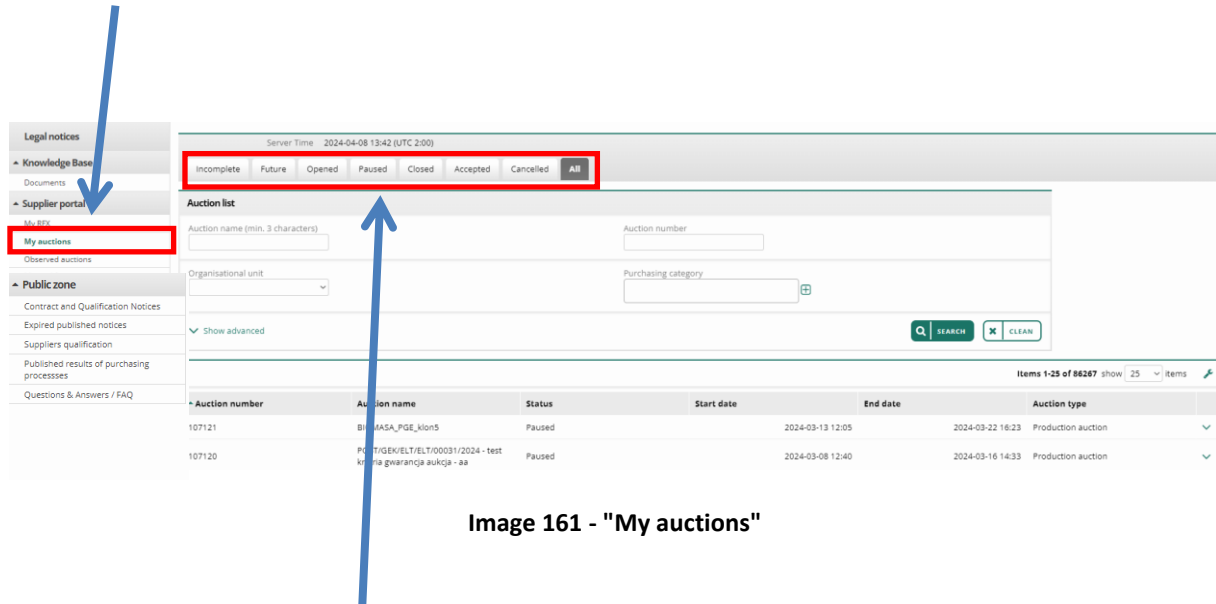 Legal notices
Knowledge Base
Documents
Supplier portal
My RFX
My auctions
Observed auctions
Public zone
Contract and Qualification Notices
Expired published notices
Suppliers qualification
Published results of purchasing
processses
Questions & Answers / FAQ
Server Time 2024-04-08 13:42 (UTC 2:00)
Incomplete Future Opened Paused Closed Accepted Cancelled All
Auction list
Auction name (min. 3 characters) Auction number
Organisational unit Purchasing category
Show advanced SEARCH CLEAN
Items 1-25 of 86267 show 25 items
Auction number Auction name Status Start date End date Auction type
107121 Paused 2024-03-13 12:05 2024-03-22 16:23 Production auction
107120 - test
gwarancja aukcja - aa Paused 2024-03-08 12:40 2024-03-16 14:33 Production auction
Image 161 - "My auctions"